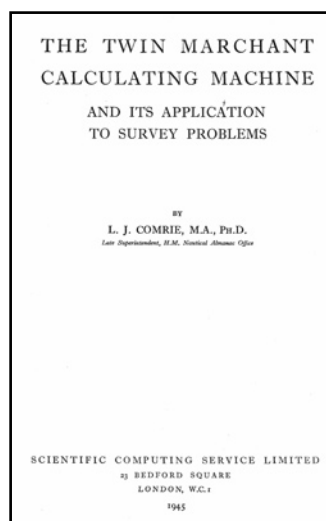 THE TWIN MARCHANT
CALCULATING MACHINE
AND ITS APPLICATION
TO SURVEY PROBLEMS
BY
L. J. COMRIE, M.A., PH.D.
Late Superintendent, H.M. Nautical Almanac Office
SCIENTIFIC COMPUTING SERVICE LIMITED
23 BEDFORD SQUARE
LONDON, W.C.1
1945